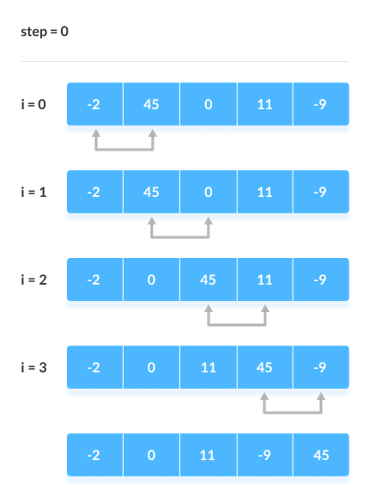 step = 0
i = 0 -2 45 0 11 -9
i = 1 -2 45 0 11 -9
i = 2 -2 0 45 11 -9
i = 3 -2 0 11 45 -9
-2 0 11 -9 45